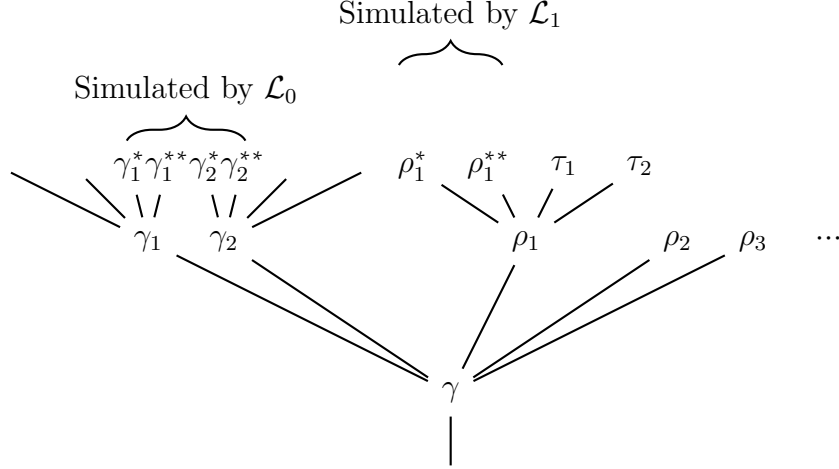 Simulated by ℒ₁
Simulated by ℒ₀
γ₁* γ₁** γ₂* γ₂** ρ₁* ρ₁** τ₁ τ₂
γ₁ γ₂ ρ₁ ρ₂ ρ₃ ...
γ